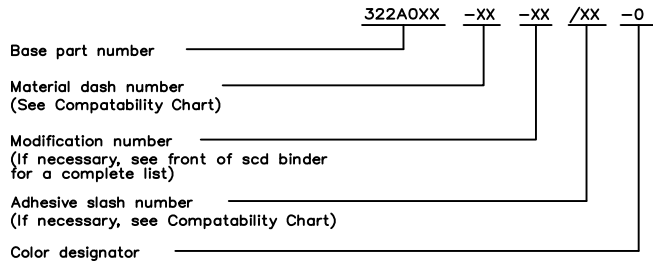 322A0XX -XX -XX /XX -0
Base part number
Material dash number
(See Compatability Chart)
Modification number
(If necessary, see front of scd binder
for a complete list)
Adhesive slash number
(If necessary, see Compatability Chart)
Color designator